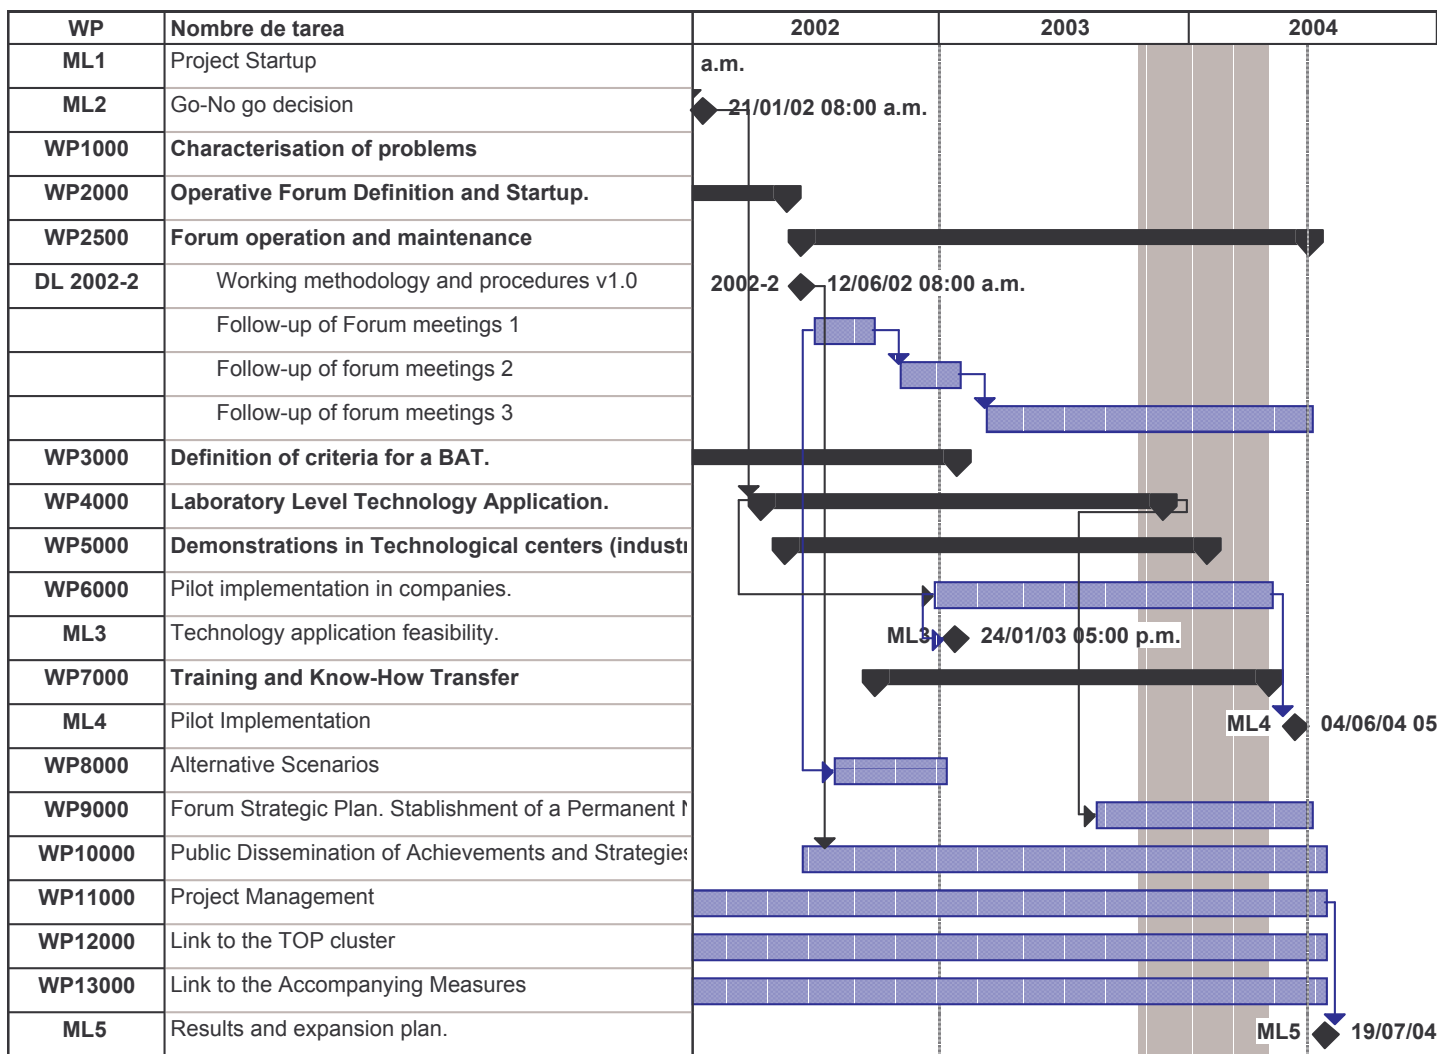 WP Nombre de tarea 2002 2003 2004
ML1 Project Startup a.m.
ML2 Go-No go decision 21/01/02 08:00 a.m.
WP1000 Characterisation of problems
WP2000 Operative Forum Definition and Startup.
WP2500 Forum operation and maintenance
DL 2002-2 Working methodology and procedures v1.0 2002-2 12/06/02 08:00 a.m.
Follow-up of Forum meetings 1
Follow-up of forum meetings 2
Follow-up of forum meetings 3
WP3000 Definition of criteria for a BAT.
WP4000 Laboratory Level Technology Application.
WP5000 Demonstrations in Technological centers (industr
WP6000 Pilot implementation in companies.
ML3 Technology application feasibility. ML3 24/01/03 05:00 p.m.
WP7000 Training and Know-How Transfer
ML4 Pilot Implementation ML4 04/06/04 05
WP8000 Alternative Scenarios
WP9000 Forum Strategic Plan. Stablishment of a Permanent N
WP10000 Public Dissemination of Achievements and Strategies
WP11000 Project Management
WP12000 Link to the TOP cluster
WP13000 Link to the Accompanying Measures
ML5 Results and expansion plan. ML5 19/07/04